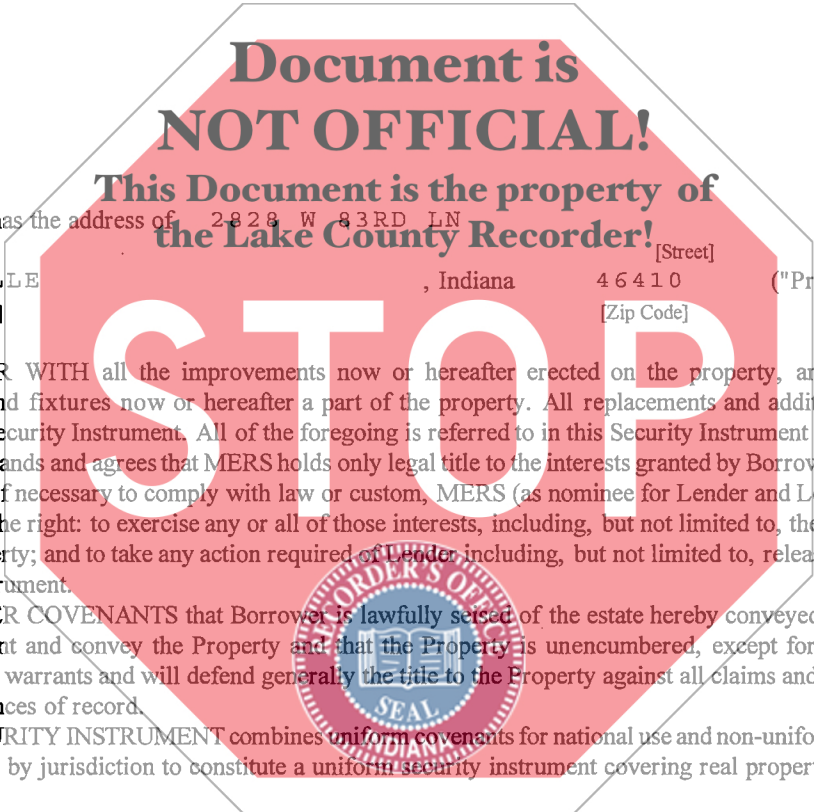 Document is
NOT OFFICIAL!
This Document is the property of
the Lake County Recorder!
as the address of 2828 W 83RD LN
[Street]
LE , Indiana 46410 ("Pr
[Zip Code]
STOP
R WITH all the improvements now or hereafter erected on the property, an
d fixtures now or hereafter a part of the property. All replacements and addit
ecurity Instrument. All of the foregoing is referred to in this Security Instrument
ands and agrees that MERS holds only legal title to the interests granted by Borrow
f necessary to comply with law or custom, MERS (as nominee for Lender and L
he right: to exercise any or all of those interests, including, but not limited to, the
rty; and to take any action required of Lender including, but not limited to, relea
rument.
R COVENANTS that Borrower is lawfully seised of the estate hereby conveyed
nt and convey the Property and that the Property is unencumbered, except for
warrants and will defend generally the title to the Property against all claims and
ces of record.
RITY INSTRUMENT combines uniform covenants for national use and non-unifo
by jurisdiction to constitute a uniform security instrument covering real proper
RECORDER'S OFFICE
SEAL
INDIANA